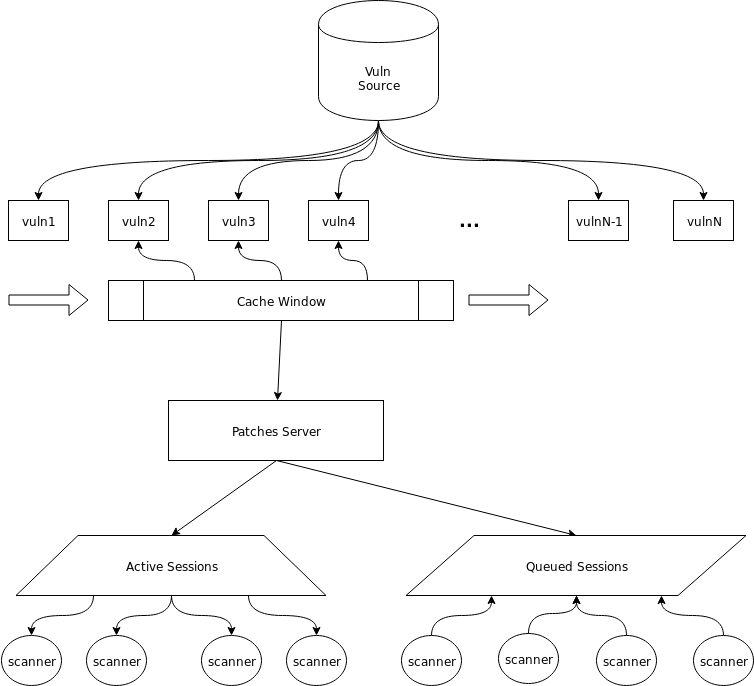 Vuln
Source
vuln1
vuln2
vuln3
vuln4
...
vulnN-1
vulnN
Cache Window
Patches Server
Active Sessions
Queued Sessions
scanner
scanner
scanner
scanner
scanner
scanner
scanner
scanner